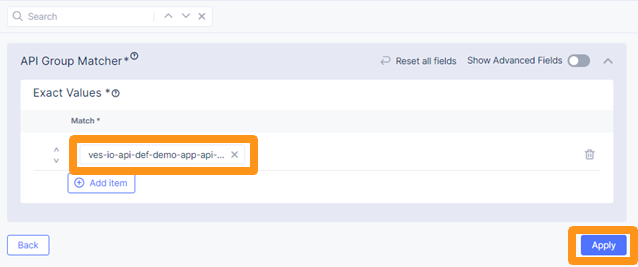 Search
API Group Matcher* Reset all fields Show Advanced Fields
Exact Values *
Match *
ves-io-api-def-demo-app-api-...
Add item
Back Apply